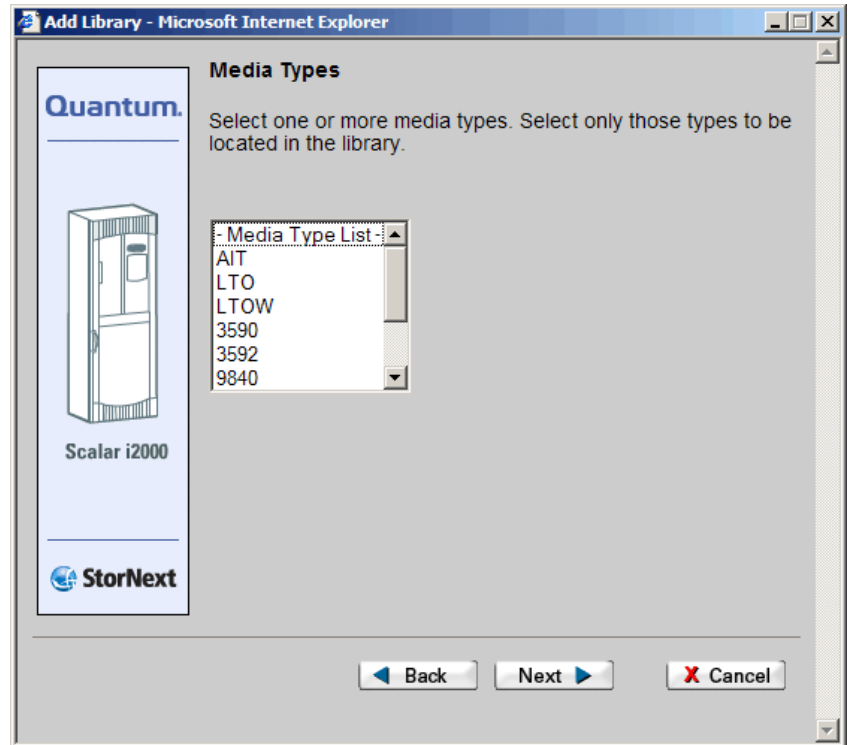 Add Library - Microsoft Internet Explorer
Quantum.
Media Types
Select one or more media types. Select only those types to be
located in the library.
- Media Type List -
AIT
LTO
LTOW
3590
3592
9840
Scalar i2000
StorNext
Back
Next
X Cancel